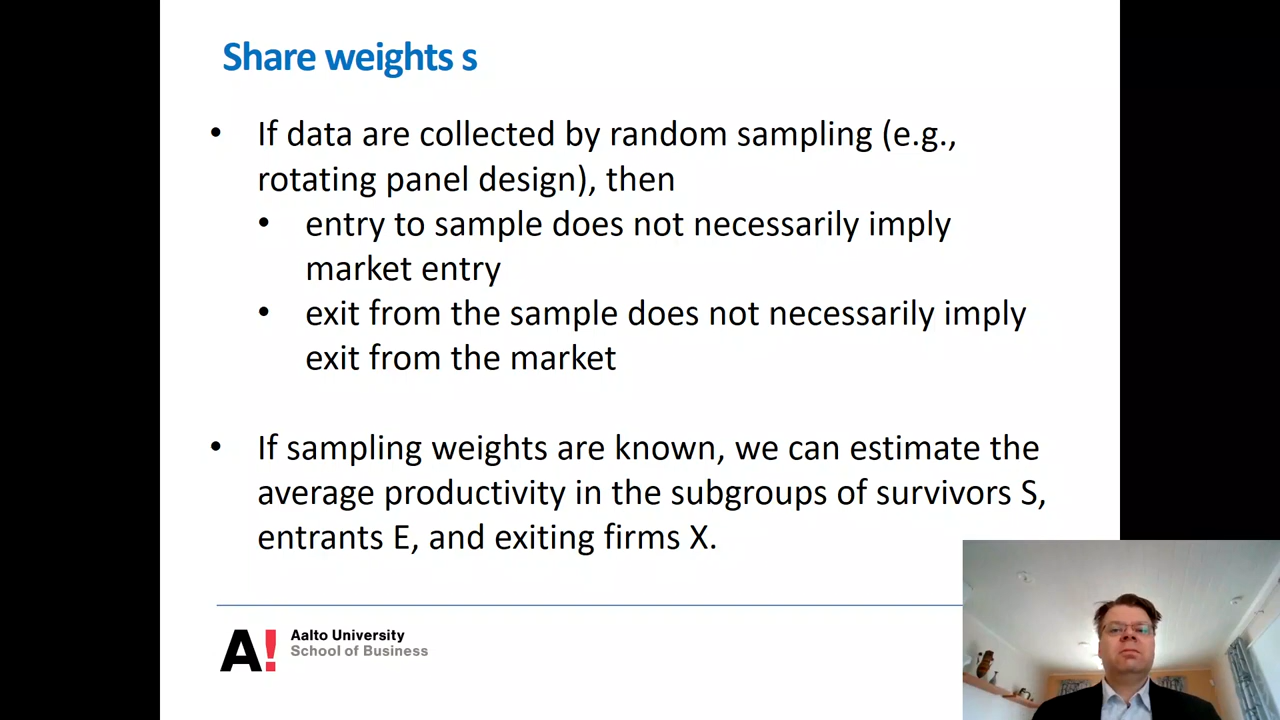 Share weights s
• If data are collected by random sampling (e.g.,
rotating panel design), then
• entry to sample does not necessarily imply
market entry
• exit from the sample does not necessarily imply
exit from the market
• If sampling weights are known, we can estimate the
average productivity in the subgroups of survivors S,
entrants E, and exiting firms X.
A!
Aalto University
School of Business